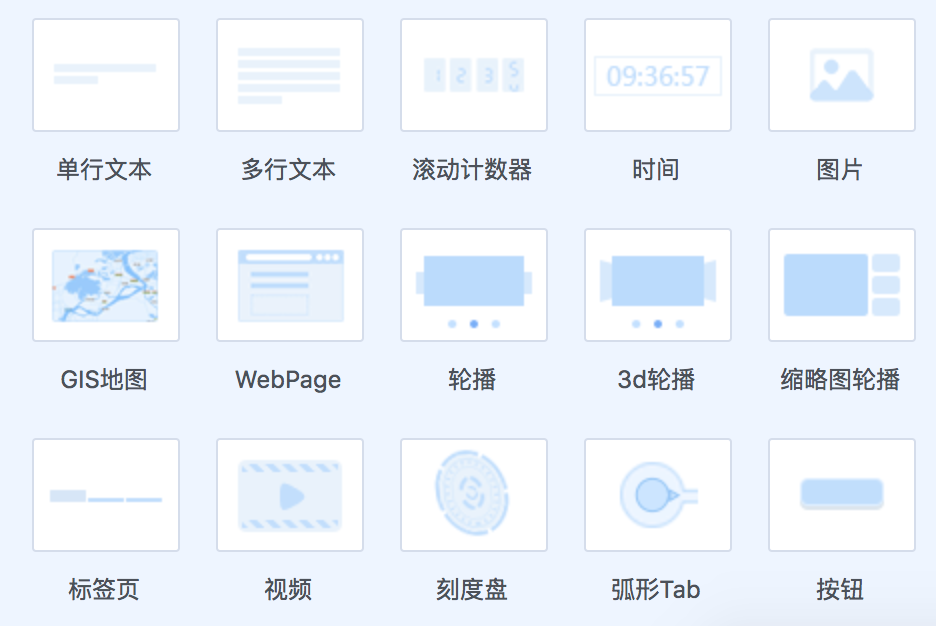 1 2 3 5
09:36:57
单行文本
多行文本
滚动计数器
时间
图片
GIS地图
WebPage
轮播
3d轮播
缩略图轮播
3
标签页
视频
刻度盘
弧形Tab
按钮